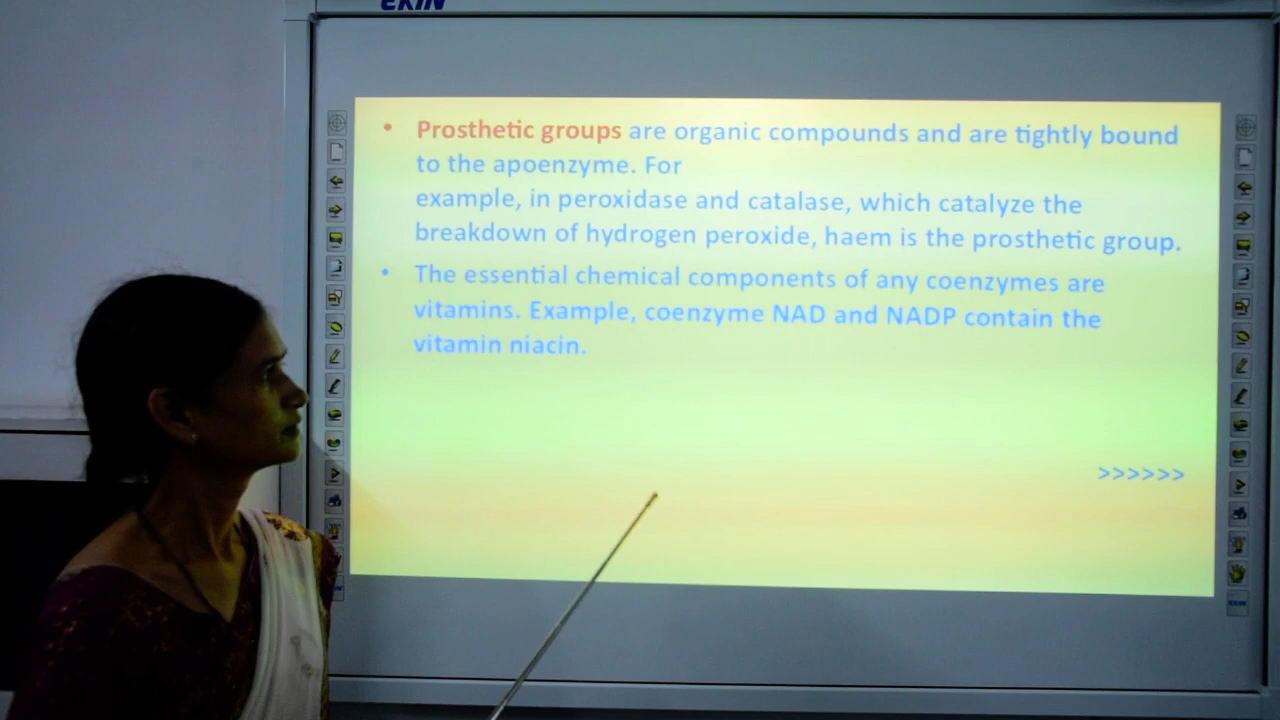 EKIN
• Prosthetic groups are organic compounds and are tightly bound
to the apoenzyme. For
example, in peroxidase and catalase, which catalyze the
breakdown of hydrogen peroxide, haem is the prosthetic group.
• The essential chemical components of any coenzymes are
vitamins. Example, coenzyme NAD and NADP contain the
vitamin niacin.
>>>>>>
EKIN